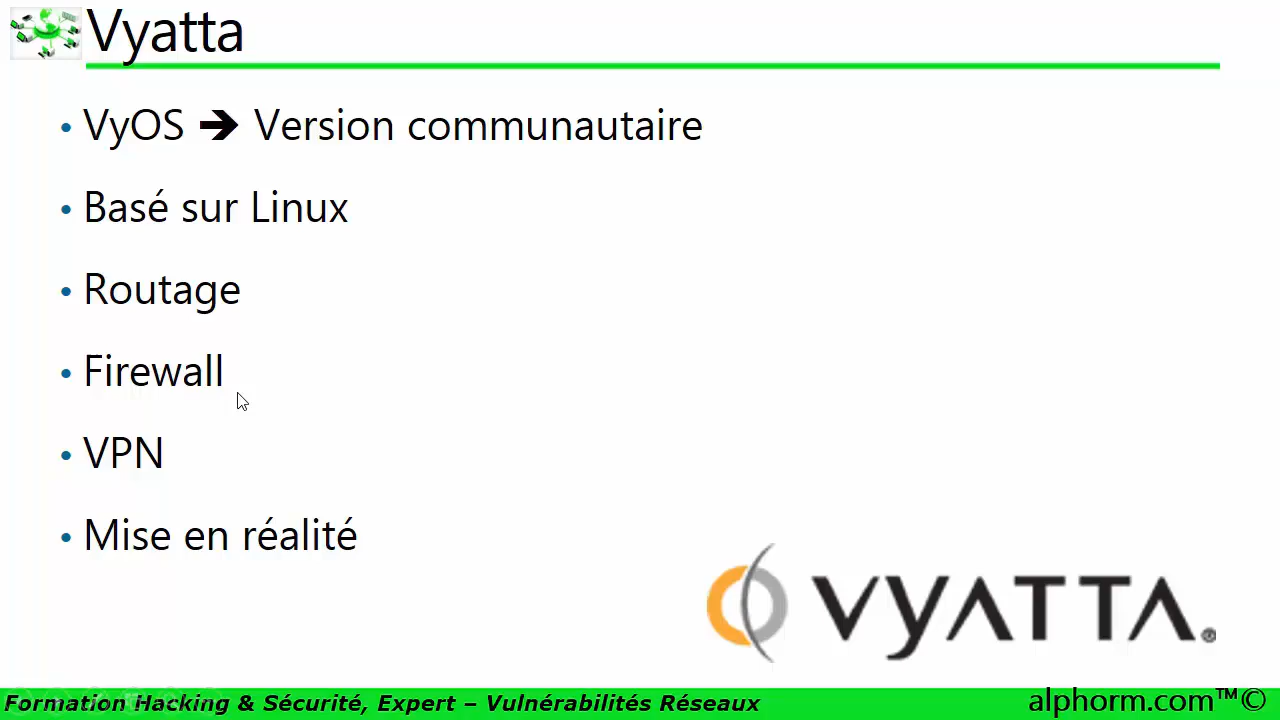 Vyatta
• VyOS ➔ Version communautaire
• Basé sur Linux
• Routage
• Firewall
• VPN
• Mise en réalité
VYATTA®
Formation Hacking & Sécurité, Expert – Vulnérabilités Réseaux
alphorm.com™©